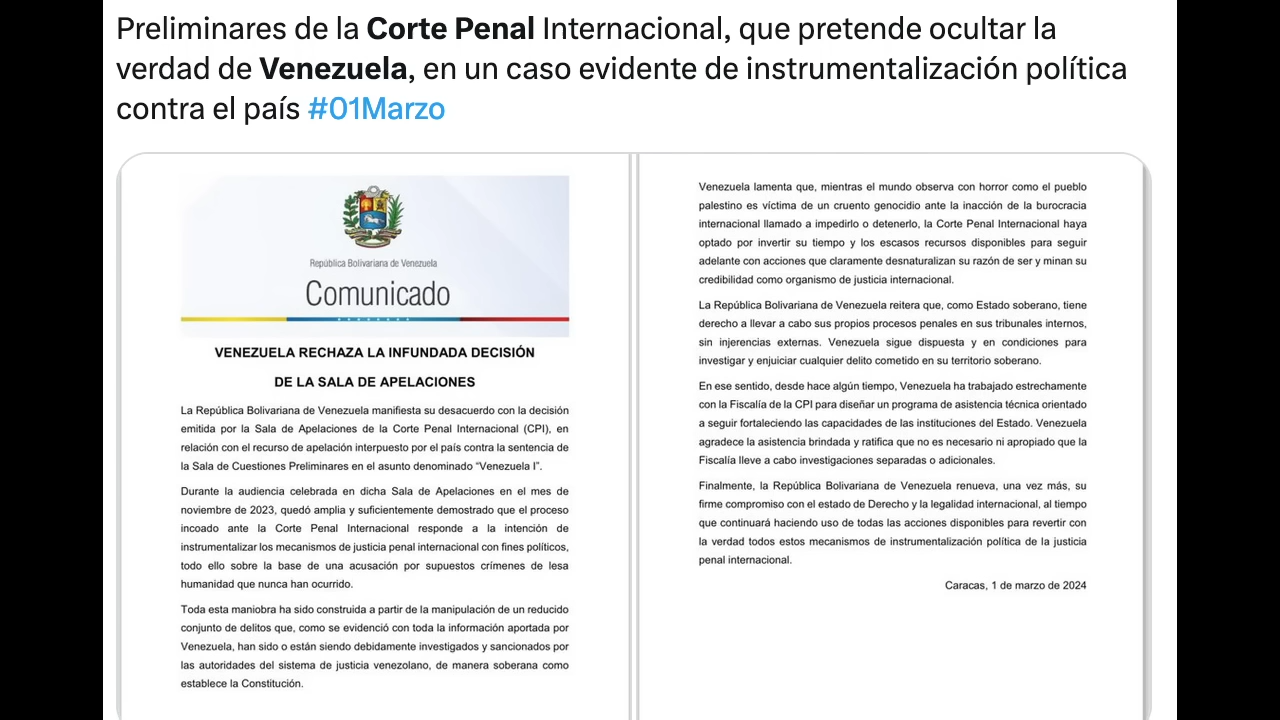 Preliminares de la Corte Penal Internacional, que pretende ocultar la
verdad de Venezuela, en un caso evidente de instrumentalización política
contra el país #01Marzo
República Bolivariana de Venezuela
Comunicado
VENEZUELA RECHAZA LA INFUNDADA DECISIÓN
DE LA SALA DE APELACIONES
La República Bolivariana de Venezuela manifiesta su desacuerdo con la decisión
emitida por la Sala de Apelaciones de la Corte Penal Internacional (CPI), en
relación con el recurso de apelación interpuesto por el país contra la sentencia de
la Sala de Cuestiones Preliminares en el asunto denominado “Venezuela I”.
Durante la audiencia celebrada en dicha Sala de Apelaciones en el mes de
noviembre de 2023, quedó amplia y suficientemente demostrado que el proceso
incoado ante la Corte Penal Internacional responde a la intención de
instrumentalizar los mecanismos de justicia penal internacional con fines políticos,
todo ello sobre la base de una acusación por supuestos crímenes de lesa
humanidad que nunca han ocurrido.
Toda esta maniobra ha sido construida a partir de la manipulación de un reducido
conjunto de delitos que, como se evidenció con toda la información aportada por
Venezuela, han sido o están siendo debidamente investigados y sancionados por
las autoridades del sistema de justicia venezolano, de manera soberana como
establece la Constitución.
Venezuela lamenta que, mientras el mundo observa con horror como el pueblo
palestino es víctima de un cruento genocidio ante la inacción de la burocracia
internacional llamado a impedirlo o detenerlo, la Corte Penal Internacional haya
optado por invertir su tiempo y los escasos recursos disponibles para seguir
adelante con acciones que claramente desnaturalizan su razón de ser y minan su
credibilidad como organismo de justicia internacional.
La República Bolivariana de Venezuela reitera que, como Estado soberano, tiene
derecho a llevar a cabo sus propios procesos penales en sus tribunales internos,
sin injerencias externas. Venezuela sigue dispuesta y en condiciones para
investigar y enjuiciar cualquier delito cometido en su territorio soberano.
En ese sentido, desde hace algún tiempo, Venezuela ha trabajado estrechamente
con la Fiscalía de la CPI para diseñar un programa de asistencia técnica orientado
a seguir fortaleciendo las capacidades de las instituciones del Estado. Venezuela
agradece la asistencia brindada y ratifica que no es necesario ni apropiado que la
Fiscalía lleve a cabo investigaciones separadas o adicionales.
Finalmente, la República Bolivariana de Venezuela renueva, una vez más, su
firme compromiso con el estado de Derecho y la legalidad internacional, al tiempo
que continuará haciendo uso de todas las acciones disponibles para revertir con
la verdad todos estos mecanismos de instrumentalización política de la justicia
penal internacional.
Caracas, 1 de marzo de 2024